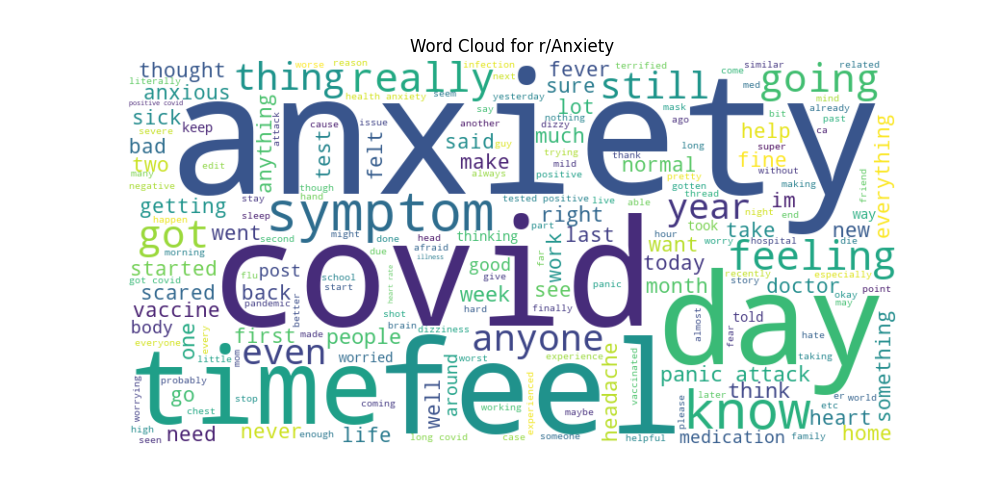 Word Cloud for r/Anxiety
thought thing really fever still going
literally worse reason infection next terrified come similar related
anxious health anxiety seem yesterday sure med mind
positive covid anxiety lot mask already
sick keep anything attack cause issue say another nothing ago bit past
severe test felt said guy dizzy much long help ca everything
bad trying thank super
two edit make mild normal fine
many always positive pretty without
negative though hand gotten making friend
getting stay symptom tested positive live able thread year im way
happen sleep part right night end
got went second might done head thinking last hour took take new
morning due afraid far work want worry hospital die
started flu illness good see today feeling
got covid post covid give panic month recently story especially
scared back school start heart rate week doctor okay point
pandemic better hard finally may
vaccine shot day
body one first made brain dizziness anyone almost fear told hate something
everyone every people
little mom even worried worst experience headache vaccinated think taking
time feel panic attack
worrying probably go stop coming well around working experienced maybe know later please er world etc
chest heart
high need never enough life long covid case someone helpful medication family home
seen